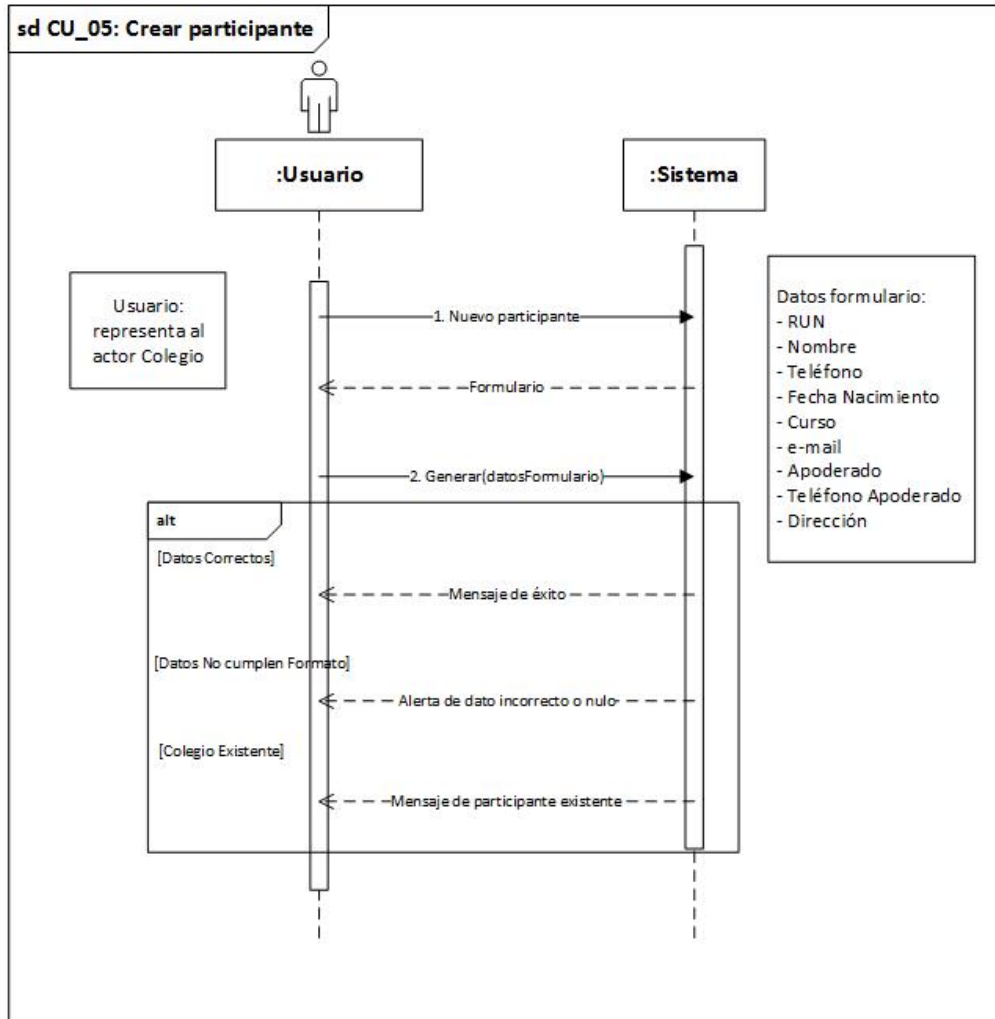 sd CU_05: Crear participante
:Usuario
:Sistema
Usuario:
representa al
actor Colegio
Datos formulario:
- RUN
- Nombre
- Teléfono
- Fecha Nacimiento
- Curso
- e-mail
- Apoderado
- Teléfono Apoderado
- Dirección
1. Nuevo participante
Formulario
2. Generar(datosFormulario)
alt
[Datos Correctos]
Mensaje de éxito
[Datos No cumplen Formato]
Alerta de dato incorrecto o nulo
[Colegio Existente]
Mensaje de participante existente